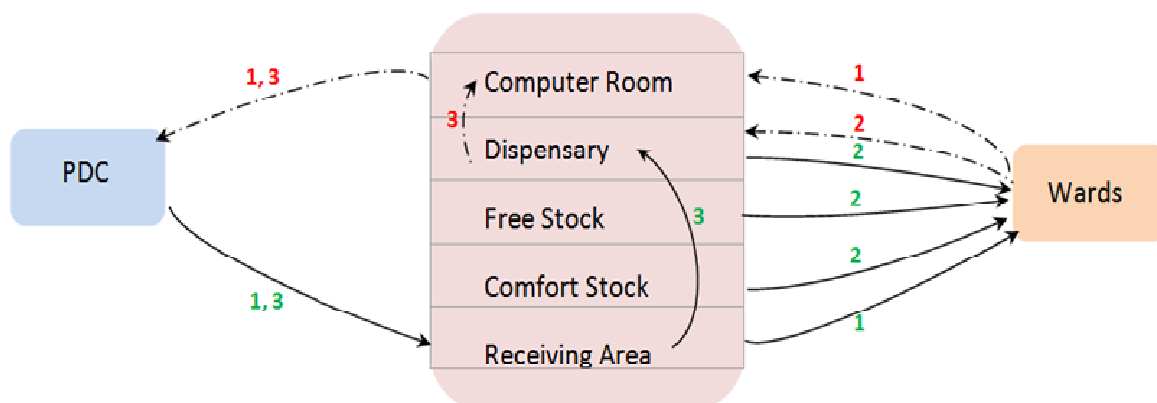 1, 3
Computer Room
1
3
2
PDC
Dispensary
2
Wards
Free Stock
3
2
Comfort Stock
2
1, 3
Receiving Area
1